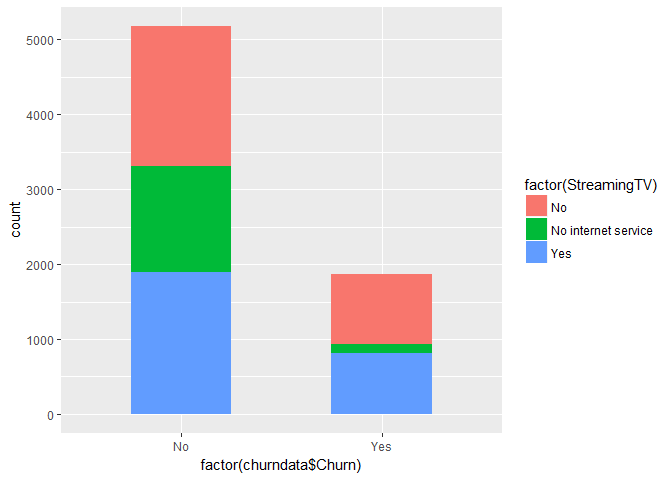 5000
4000
3000
2000
1000
0
count
No
Yes
factor(churndata$Churn)
factor(StreamingTV)
No
No internet service
Yes